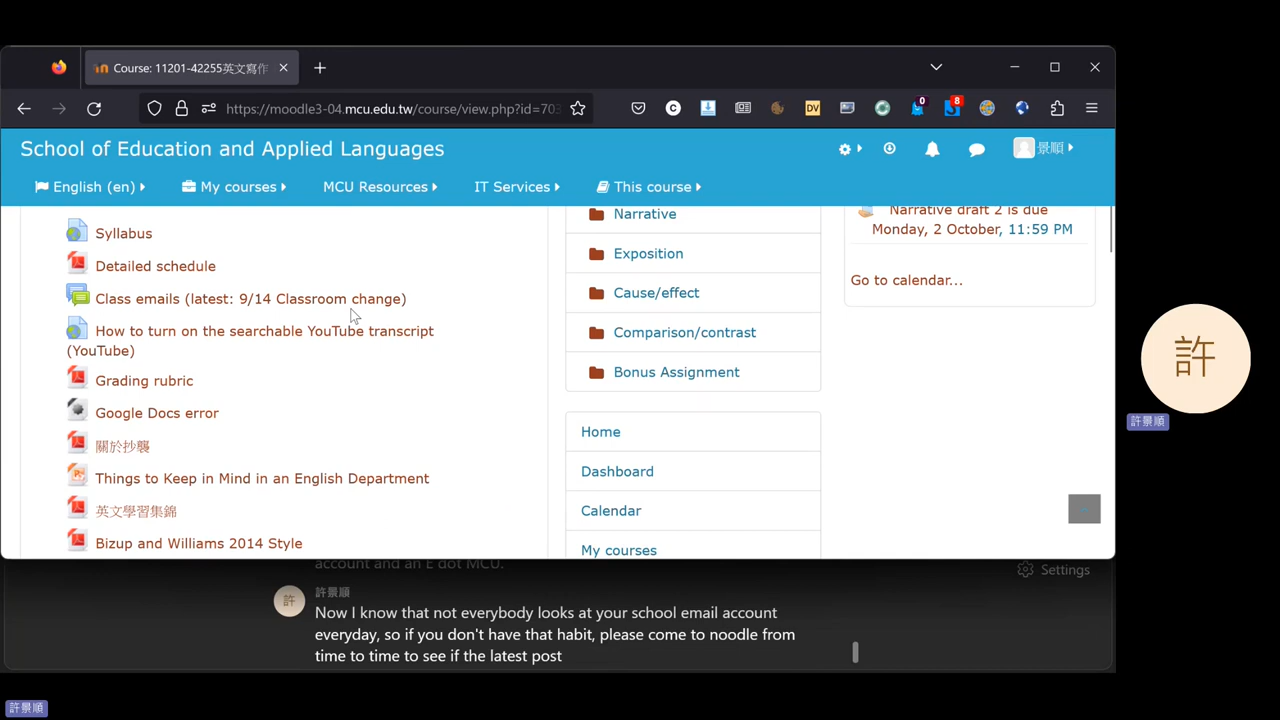 Course: 11201-42255英文寫作
https://moodle3-04.mcu.edu.tw/course/view.php?id=703
C
DV
0
8
School of Education and Applied Languages
景順
English (en)
My courses
MCU Resources
IT Services
This course
Syllabus
Detailed schedule
Class emails (latest: 9/14 Classroom change)
How to turn on the searchable YouTube transcript
(YouTube)
Grading rubric
Google Docs error
關於抄襲
Things to Keep in Mind in an English Department
英文學習集錦
Bizup and Williams 2014 Style
Narrative
Exposition
Cause/effect
Comparison/contrast
Bonus Assignment
Home
Dashboard
Calendar
My courses
Narrative draft 2 is due
Monday, 2 October, 11:59 PM
Go to calendar...
許
許景順
account and an E dot MCU.
Settings
許
許景順
Now I know that not everybody looks at your school email account
everyday, so if you don't have that habit, please come to noodle from
time to time to see if the latest post
許景順